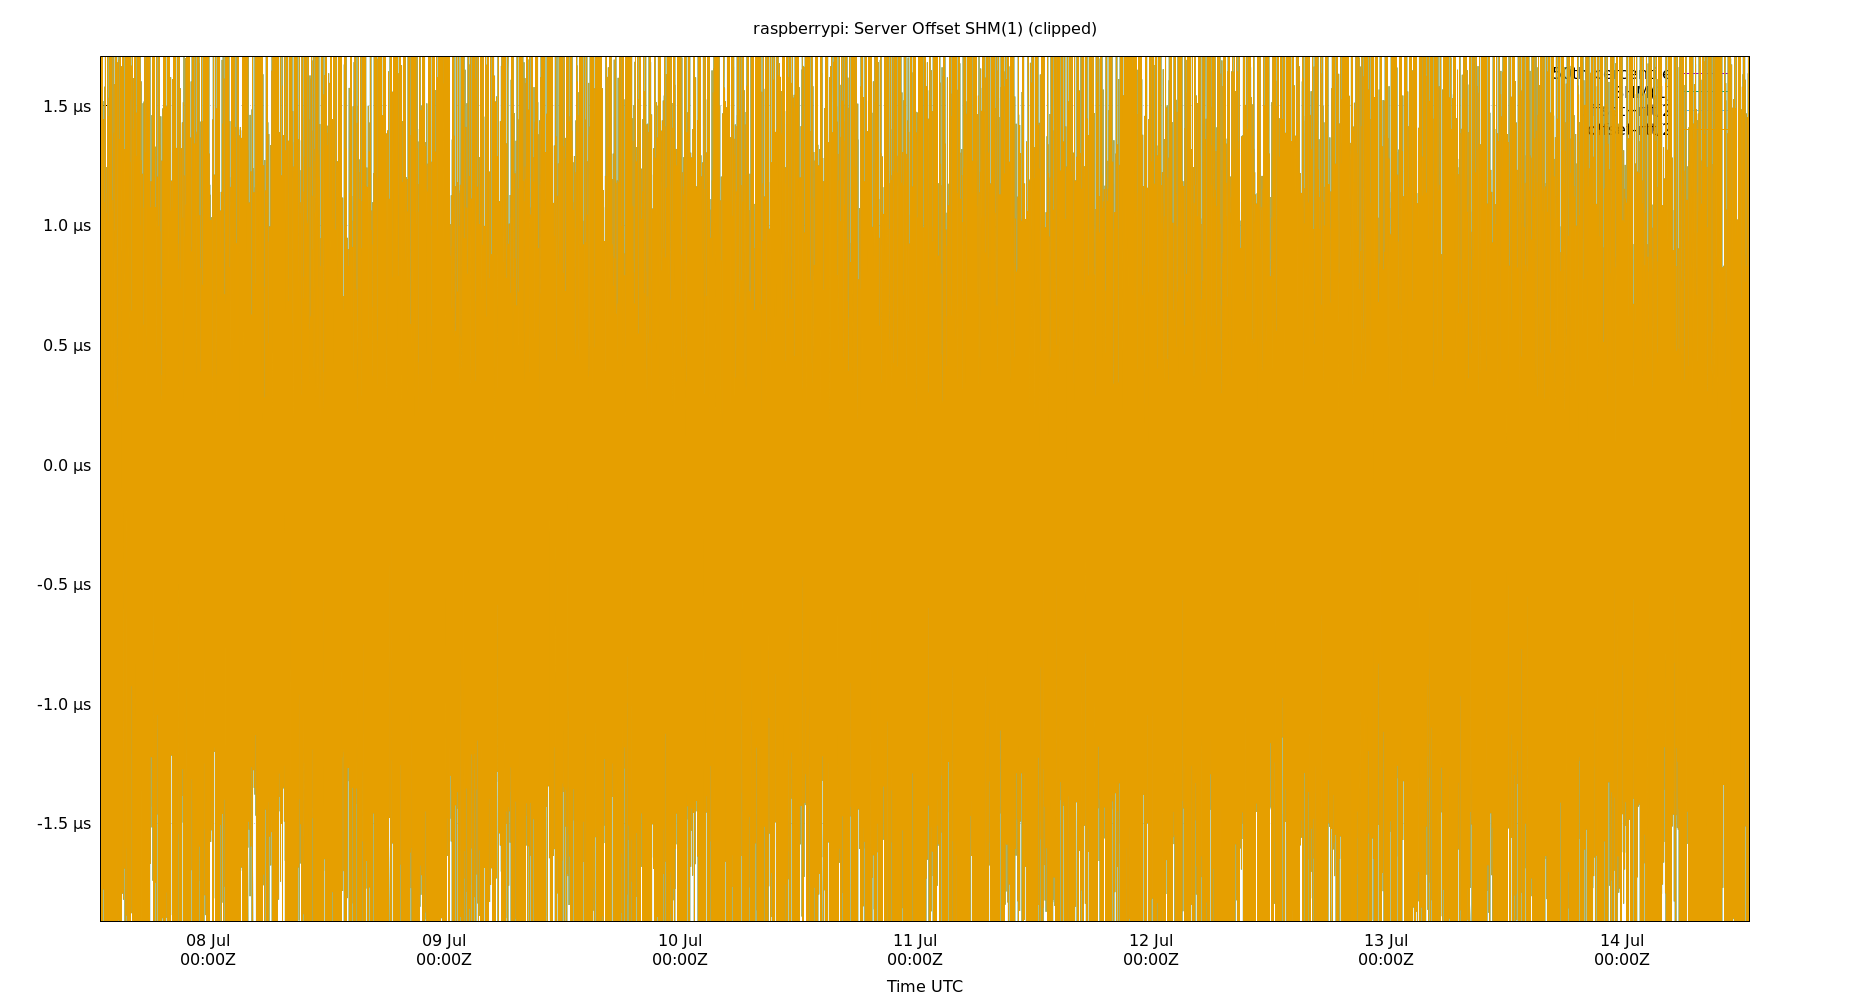 raspberrypi: Server Offset SHM(1) (clipped)
1.5 µs
1.0 µs
0.5 µs
0.0 µs
-0.5 µs
-1.0 µs
-1.5 µs
08 Jul 00:00Z
09 Jul 00:00Z
10 Jul 00:00Z
11 Jul 00:00Z
12 Jul 00:00Z
13 Jul 00:00Z
14 Jul 00:00Z
Time UTC